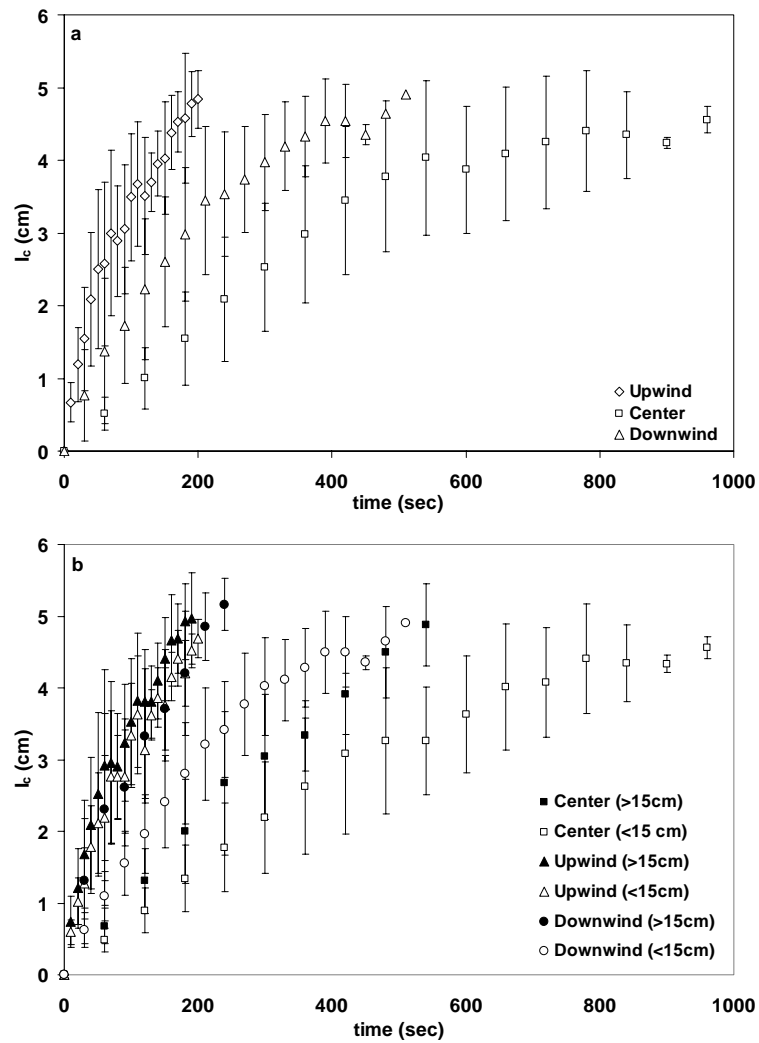 6
a
5
4
3
2
1
0
I_c (cm)
Upwind
Center
Downwind
0 200 400 600 800 1000
time (sec)
6
b
5
4
3
2
1
0
I_c (cm)
Center (>15cm)
Center (<15 cm)
Upwind (>15cm)
Upwind (<15cm)
Downwind (>15cm)
Downwind (<15cm)
0 200 400 600 800 1000
time (sec)